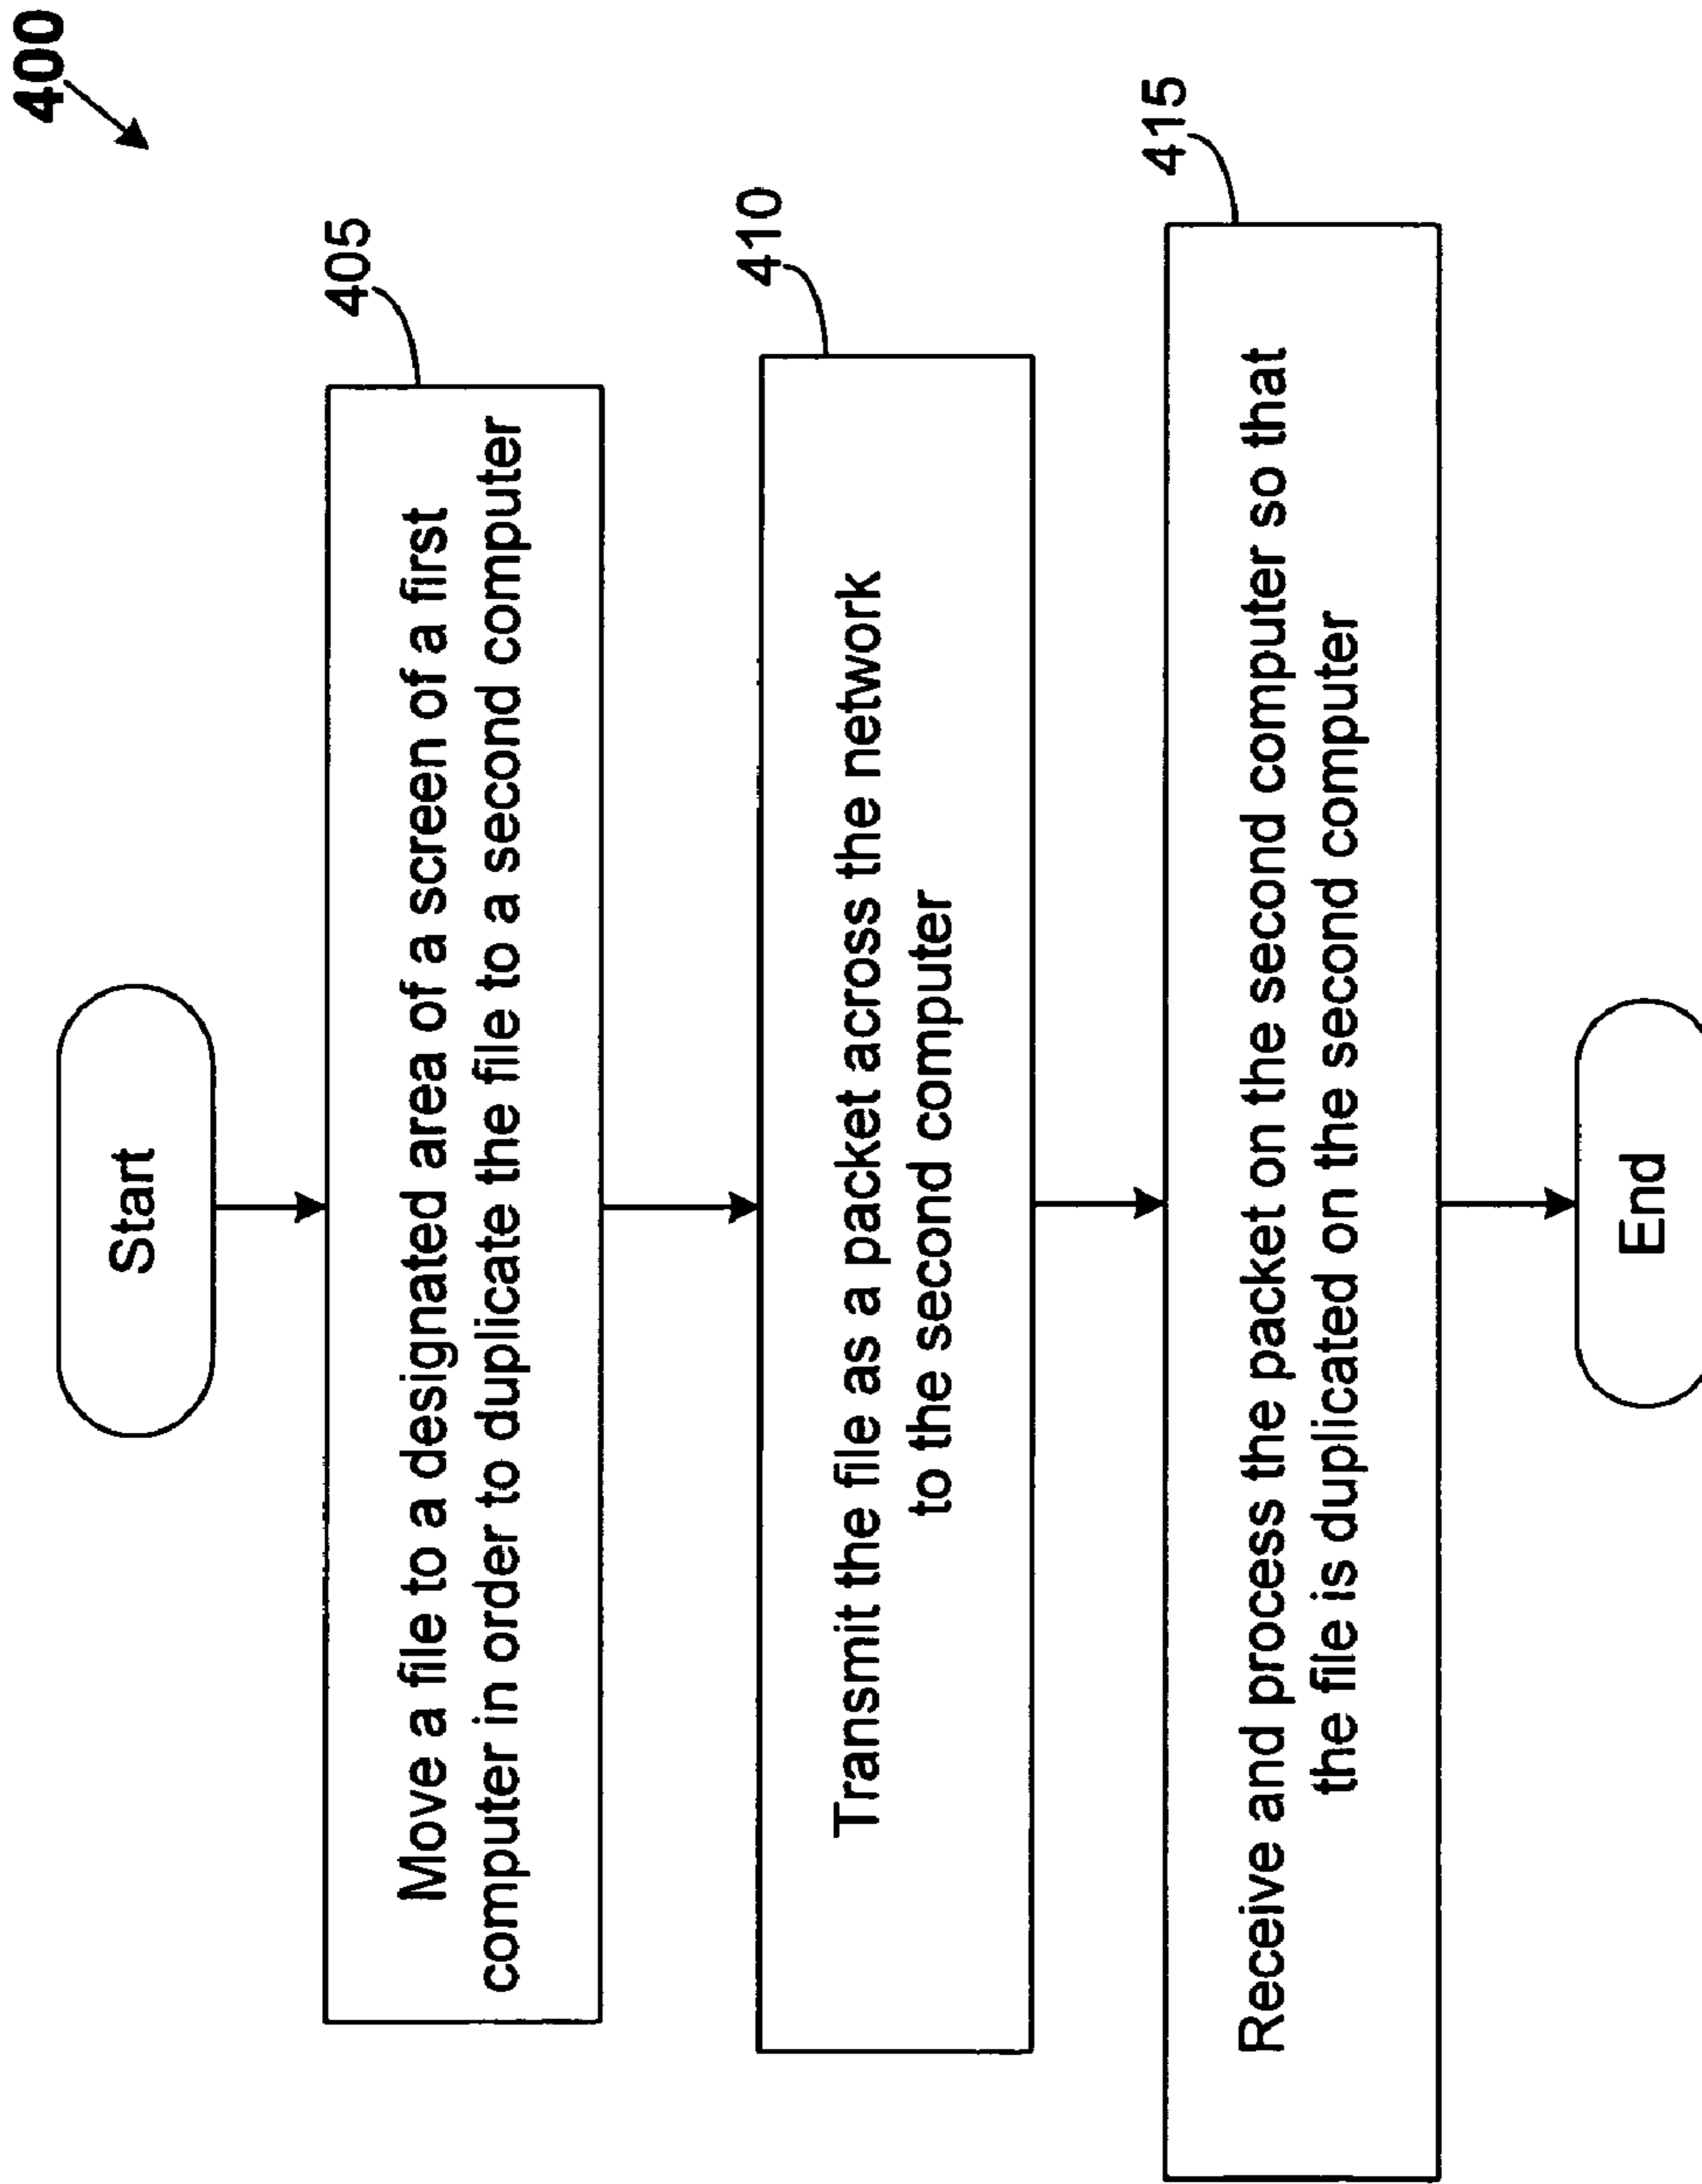 400
Start
405
Move a file to a designated area of a screen of a first
computer in order to duplicate the file to a second computer
410
Transmit the file as a packet across the network
to the second computer
415
Receive and process the packet on the second computer so that
the file is duplicated on the second computer
End